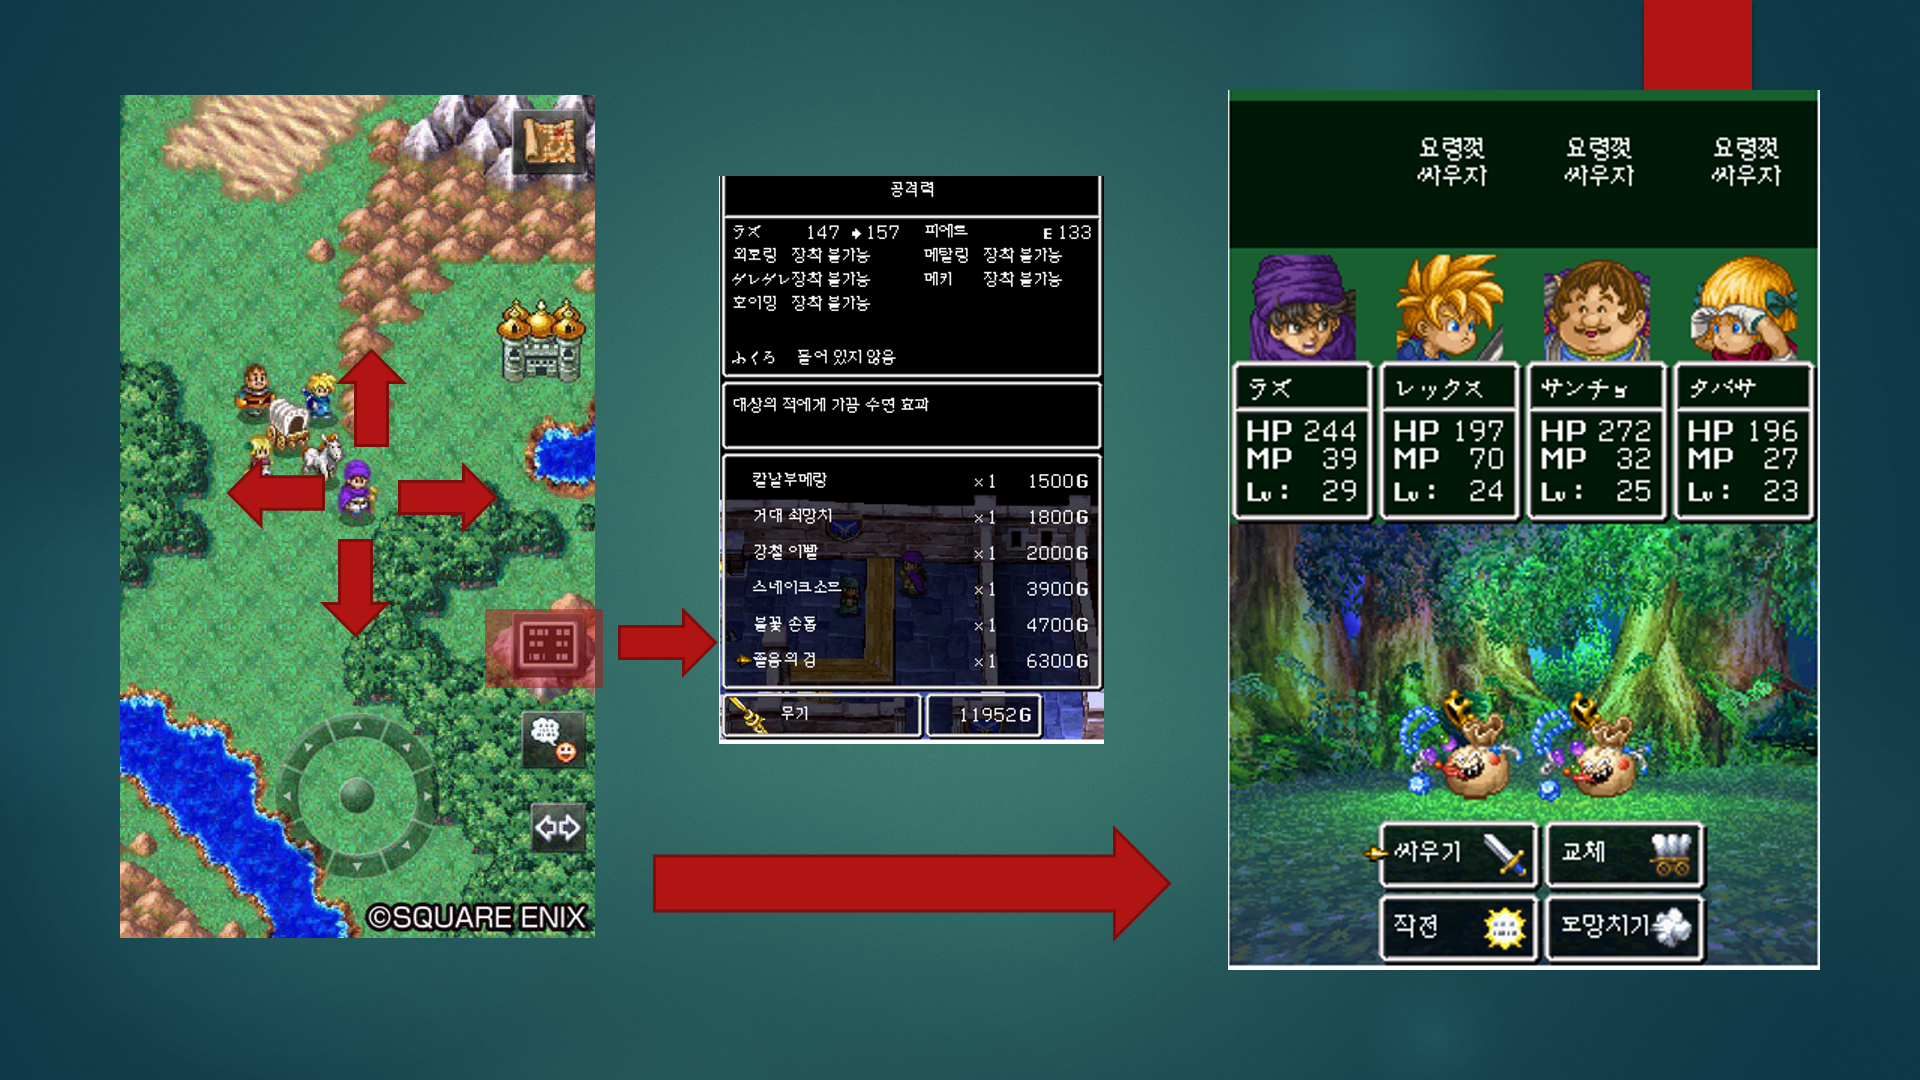 ©SQUARE ENIX
공격력
ラズ 147 → 157 피에트 E 133
외토링 장착 불가능 메탈링 장착 불가능
ゲレゲレ 장착 불가능 메키 장착 불가능
호이밍 장착 불가능
ふくろ 들어 있지 않음
대상의 적에게 가끔 수면 효과
칼날부메랑 ×1 1500G
거대 쇠망치 ×1 1800G
강철 이빨 ×1 2000G
스네이크소드 ×1 3900G
불꽃 손톱 ×1 4700G
졸음의 검 ×1 6300G
무기 11952G
요령껏 요령껏 요령껏
싸우자 싸우자 싸우자
ラズ レックス サンチョ タバサ
HP 244 HP 197 HP 272 HP 196
MP 39 MP 70 MP 32 MP 27
Lv: 29 Lv: 24 Lv: 25 Lv: 23
싸우기 교체
작전 도망치기